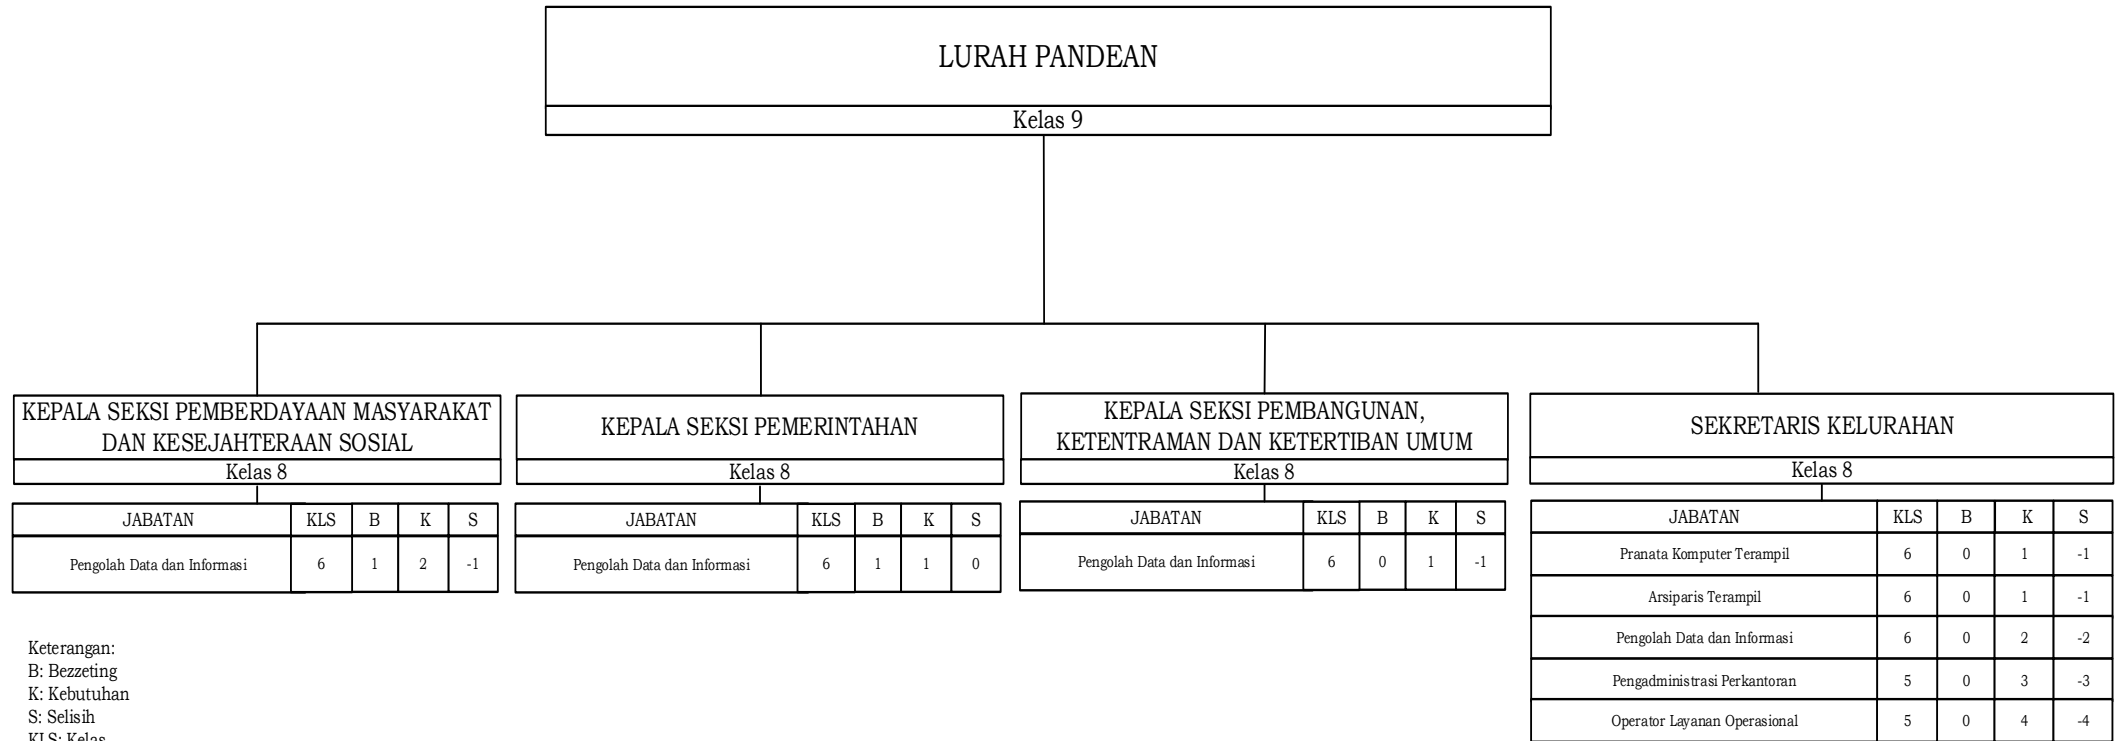 LURAH PANDEAN
Kelas 9
KEPALA SEKSI PEMBERDAYAAN MASYARAKAT
DAN KESEJAHTERAAN SOSIAL
Kelas 8
JABATAN KLS B K S
Pengolah Data dan Informasi 6 1 2 -1
KEPALA SEKSI PEMERINTAHAN
Kelas 8
JABATAN KLS B K S
Pengolah Data dan Informasi 6 1 1 0
KEPALA SEKSI PEMBANGUNAN,
KETENTRAMAN DAN KETERTIBAN UMUM
Kelas 8
JABATAN KLS B K S
Pengolah Data dan Informasi 6 0 1 -1
SEKRETARIS KELURAHAN
Kelas 8
JABATAN KLS B K S
Pranata Komputer Terampil 6 0 1 -1
Arsiparis Terampil 6 0 1 -1
Pengolah Data dan Informasi 6 0 2 -2
Pengadministrasi Perkantoran 5 0 3 -3
Operator Layanan Operasional 5 0 4 -4
Keterangan:
B: Bezzeting
K: Kebutuhan
S: Selisih
KLS: Kelas